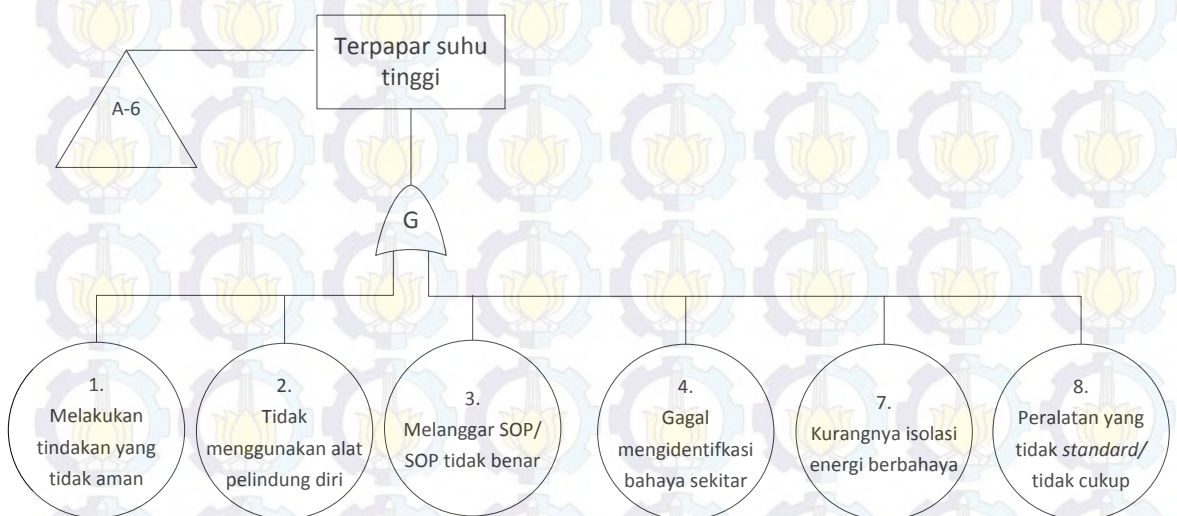 Terpapar suhu
tinggi
A-6
G
1.
Melakukan
tindakan yang
tidak aman
2.
Tidak
menggunakan alat
pelindung diri
3.
Melanggar SOP/
SOP tidak benar
4.
Gagal
mengidentifkasi
bahaya sekitar
7.
Kurangnya isolasi
energi berbahaya
8.
Peralatan yang
tidak standard/
tidak cukup